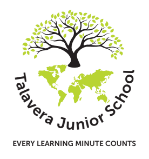 Talavera Junior School
EVERY LEARNING MINUTE COUNTS